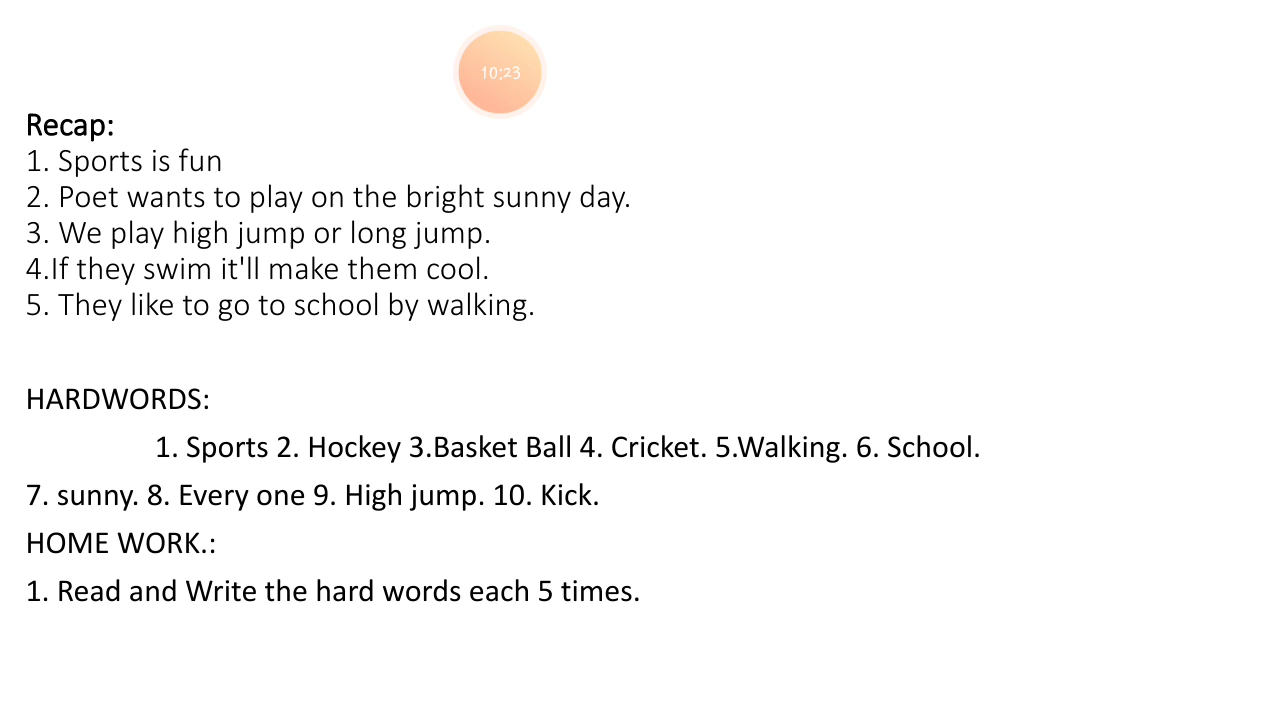 10:23
Recap:
1. Sports is fun
2. Poet wants to play on the bright sunny day.
3. We play high jump or long jump.
4.If they swim it'll make them cool.
5. They like to go to school by walking.
HARDWORDS:
1. Sports 2. Hockey 3.Basket Ball 4. Cricket. 5.Walking. 6. School.
7. sunny. 8. Every one 9. High jump. 10. Kick.
HOME WORK.:
1. Read and Write the hard words each 5 times.